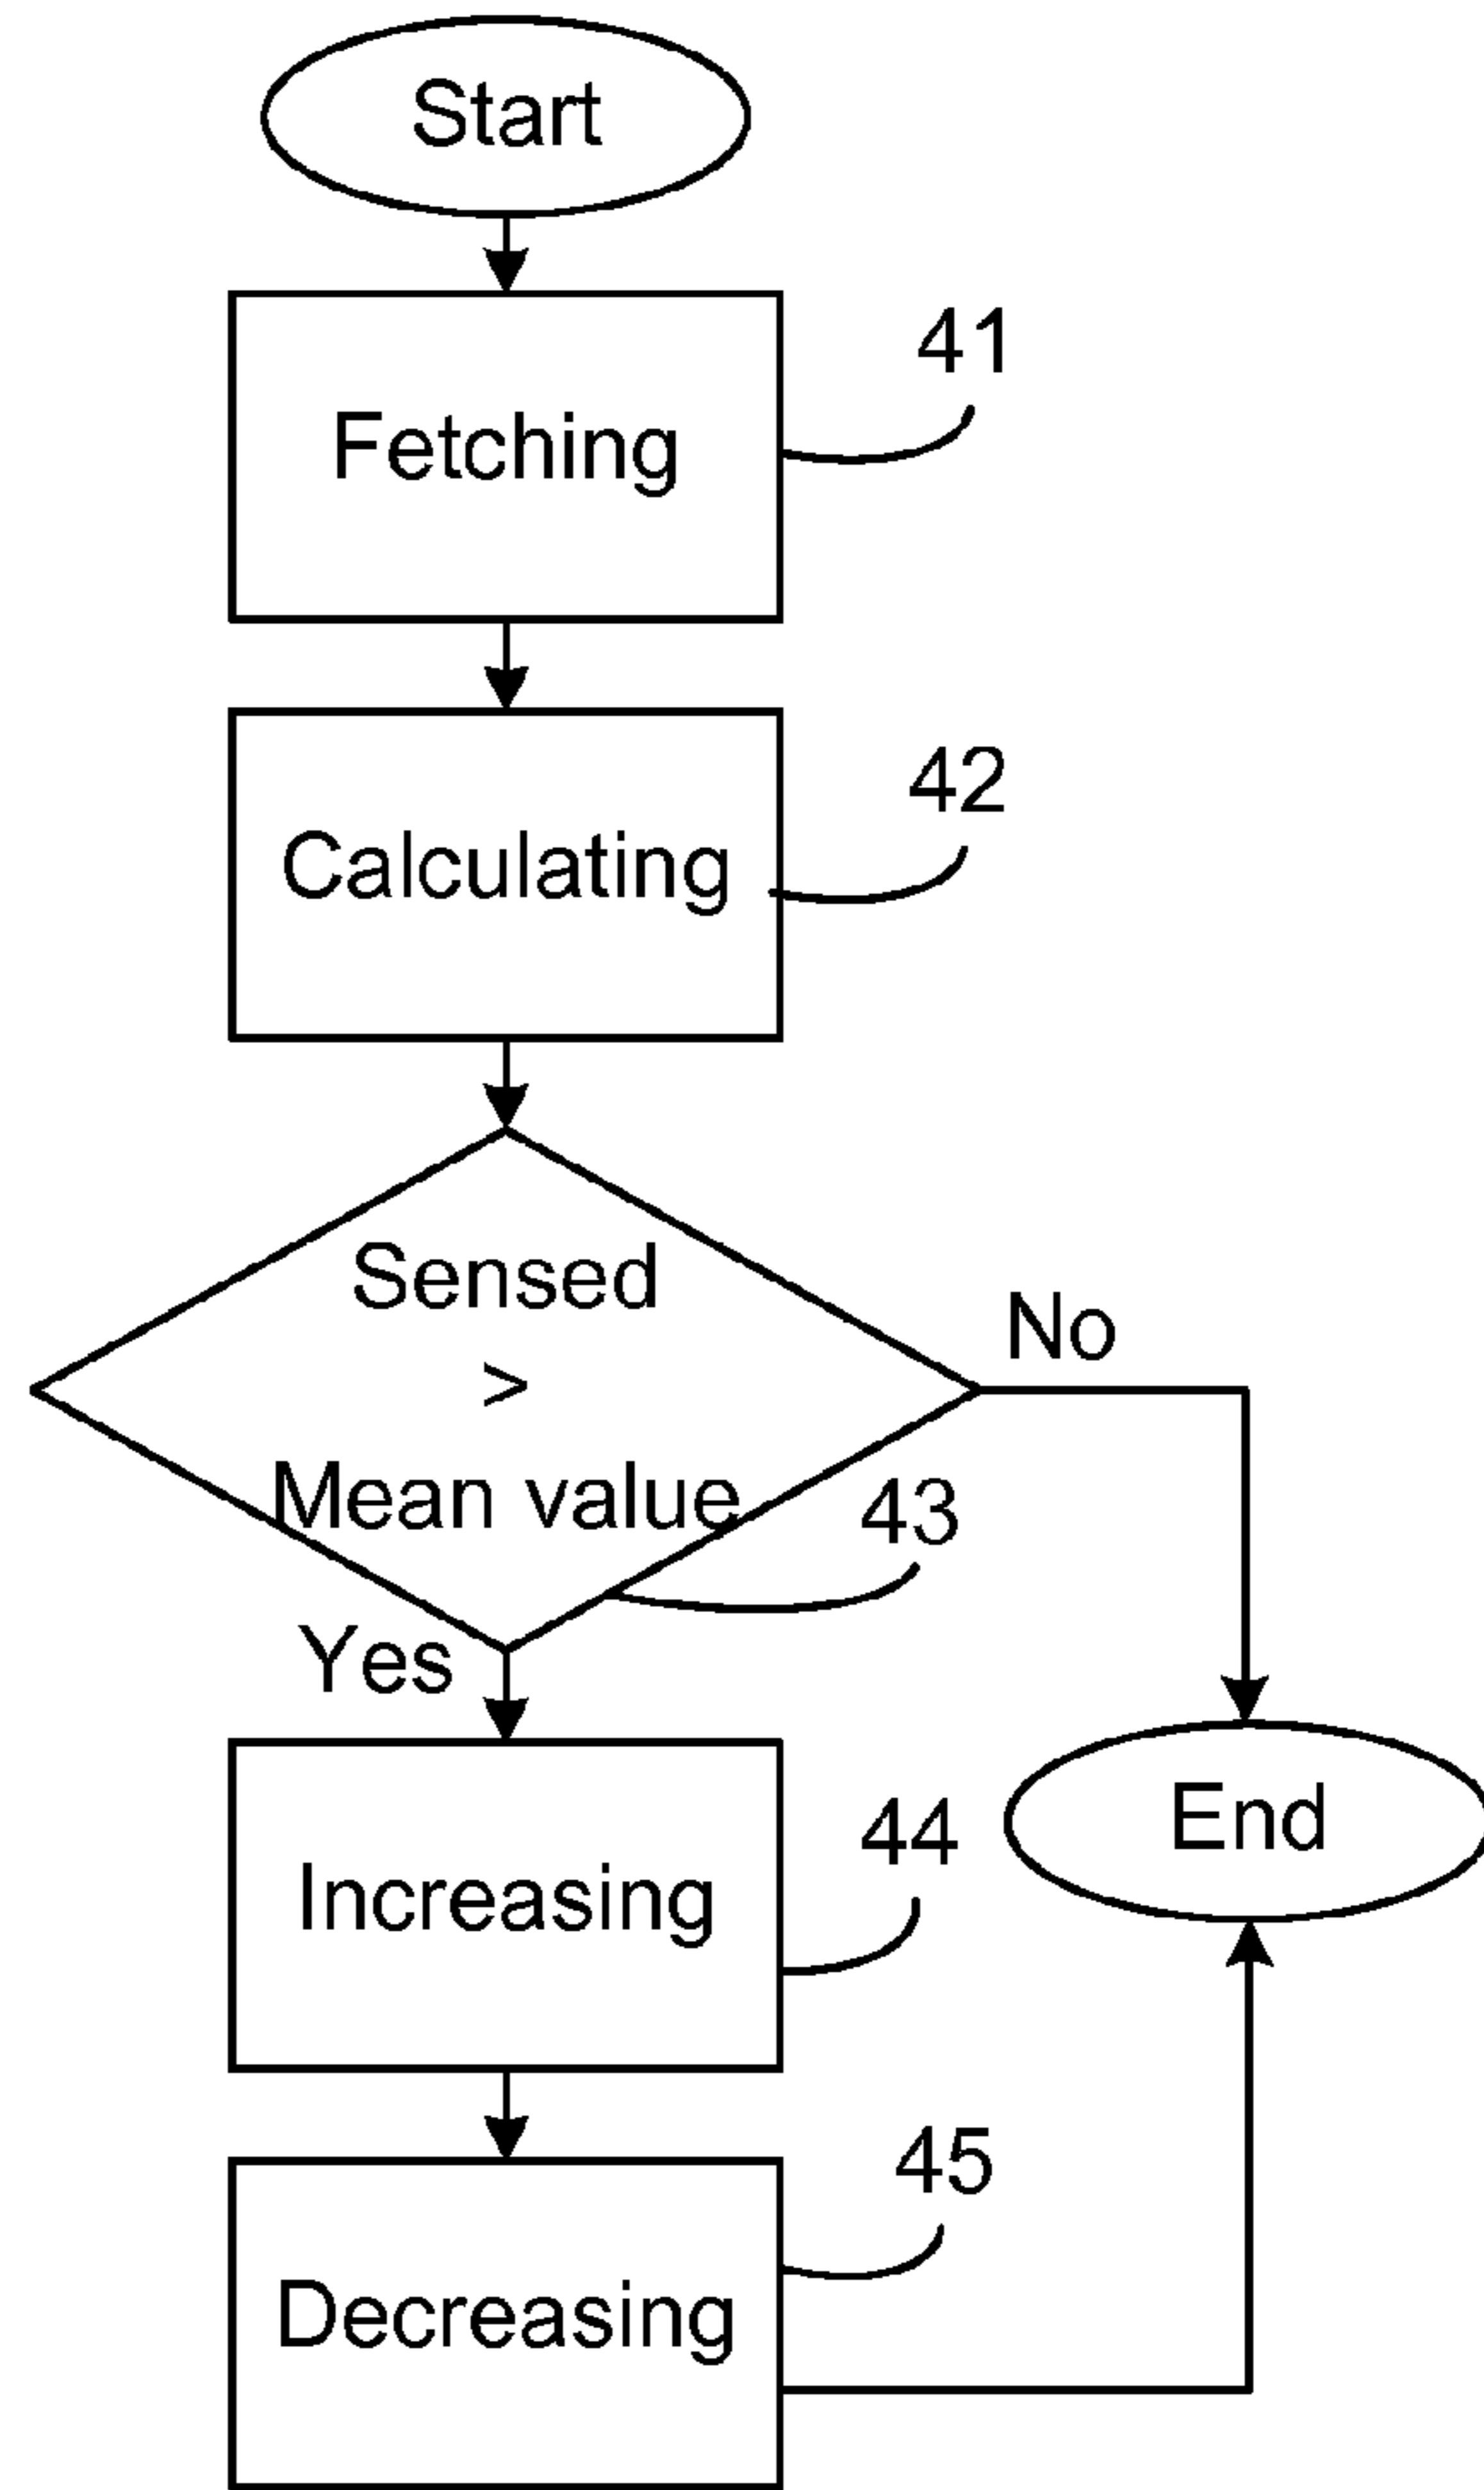 Start
41
Fetching
42
Calculating
Sensed
>
Mean value
No
43
Yes
44
End
Increasing
45
Decreasing